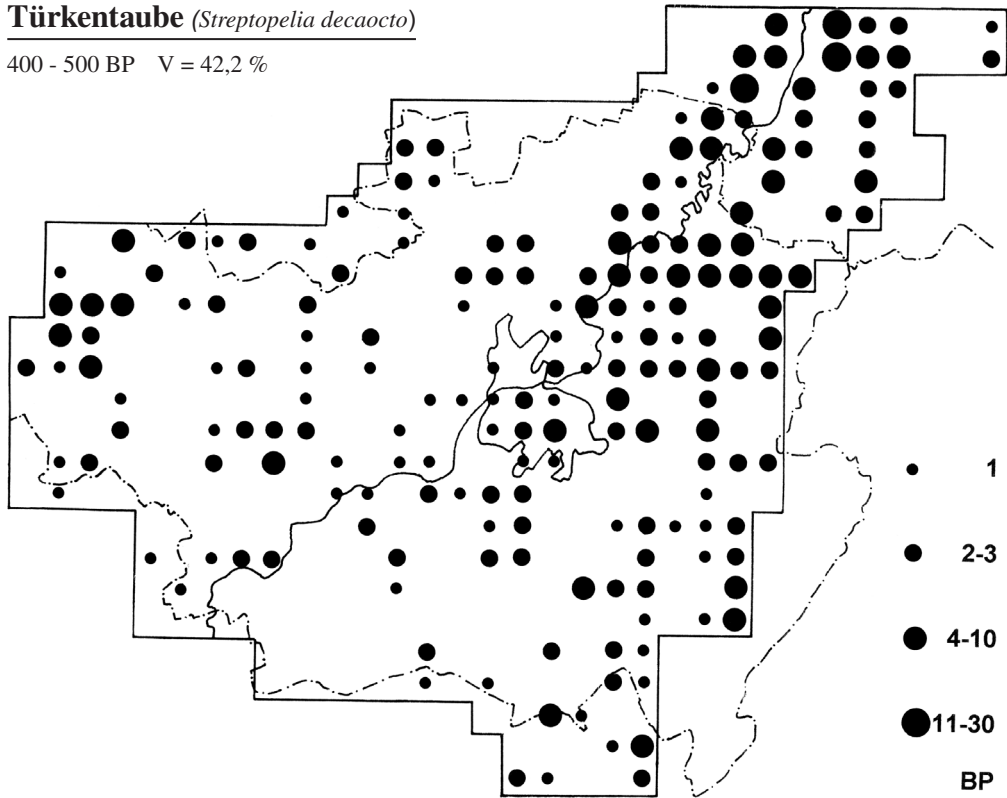 Türkentaube (Streptopelia decaocto)
400 - 500 BP V = 42,2 %
1
2-3
4-10
11-30
BP